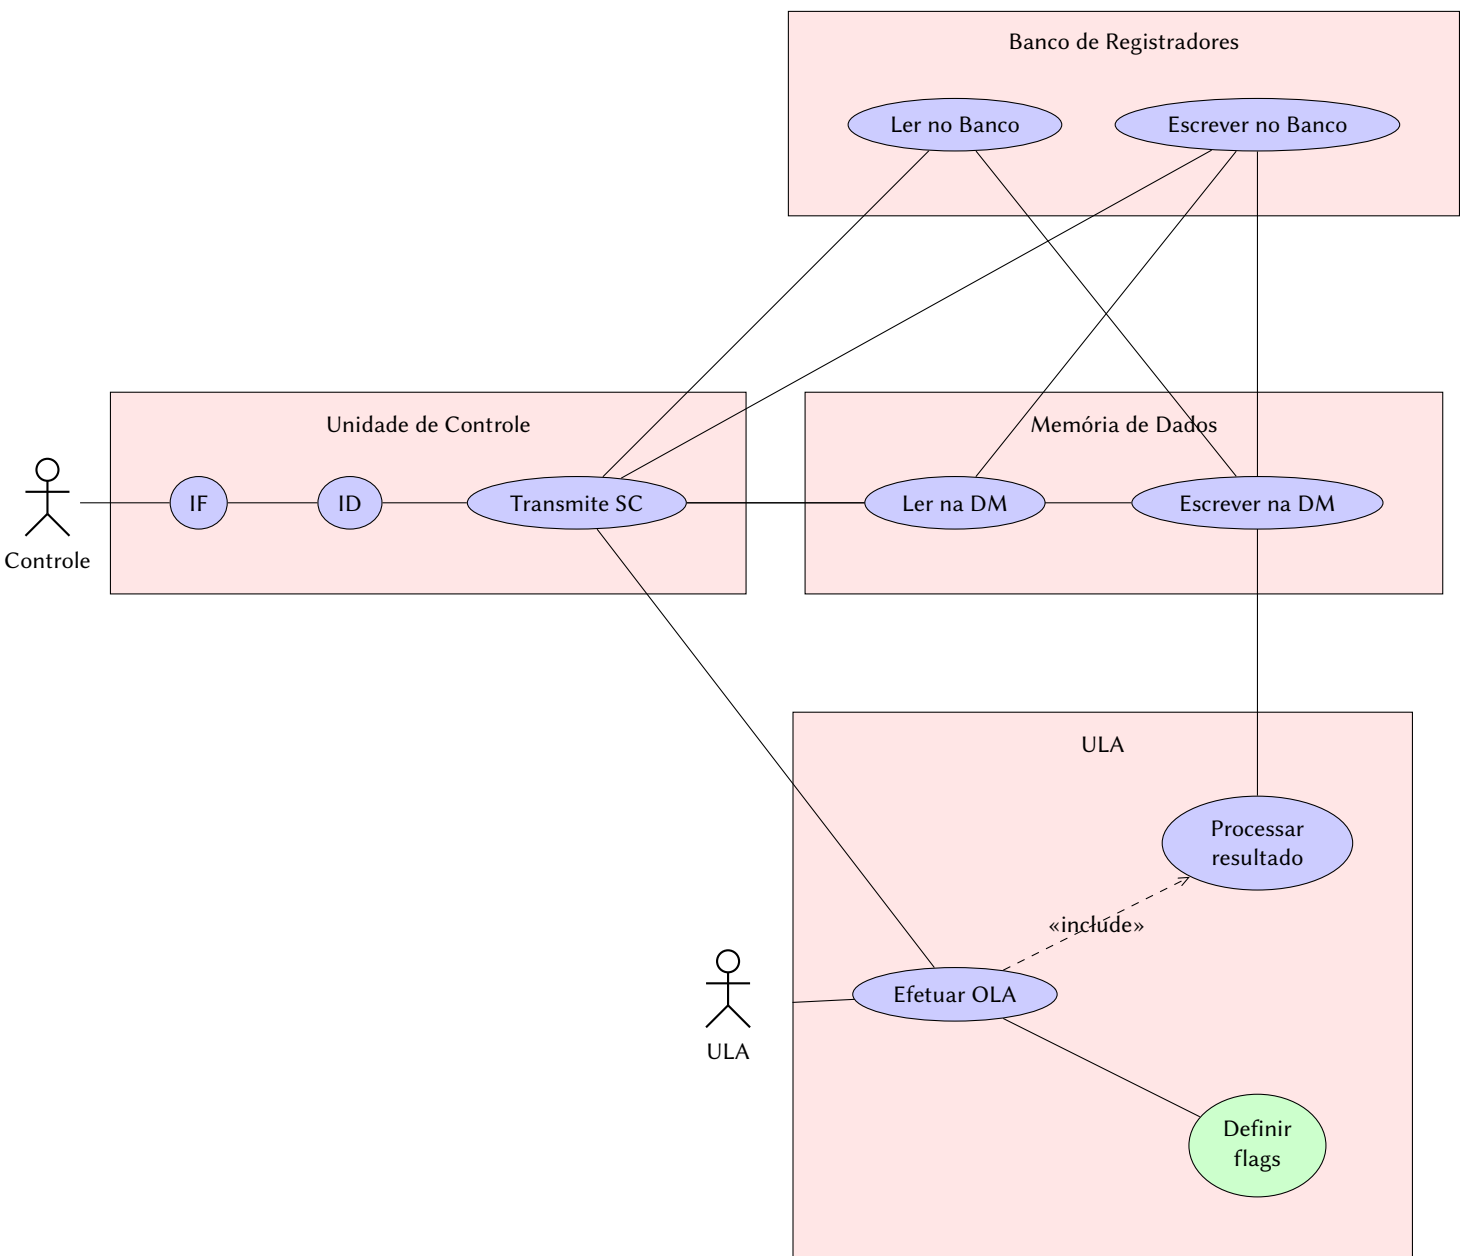 Banco de Registradores
Ler no Banco
Escrever no Banco
Unidade de Controle
Memória de Dados
IF
ID
Transmite SC
Ler na DM
Escrever na DM
Controle
ULA
Processar
resultado
«include»
Efetuar OLA
ULA
Definir
flags